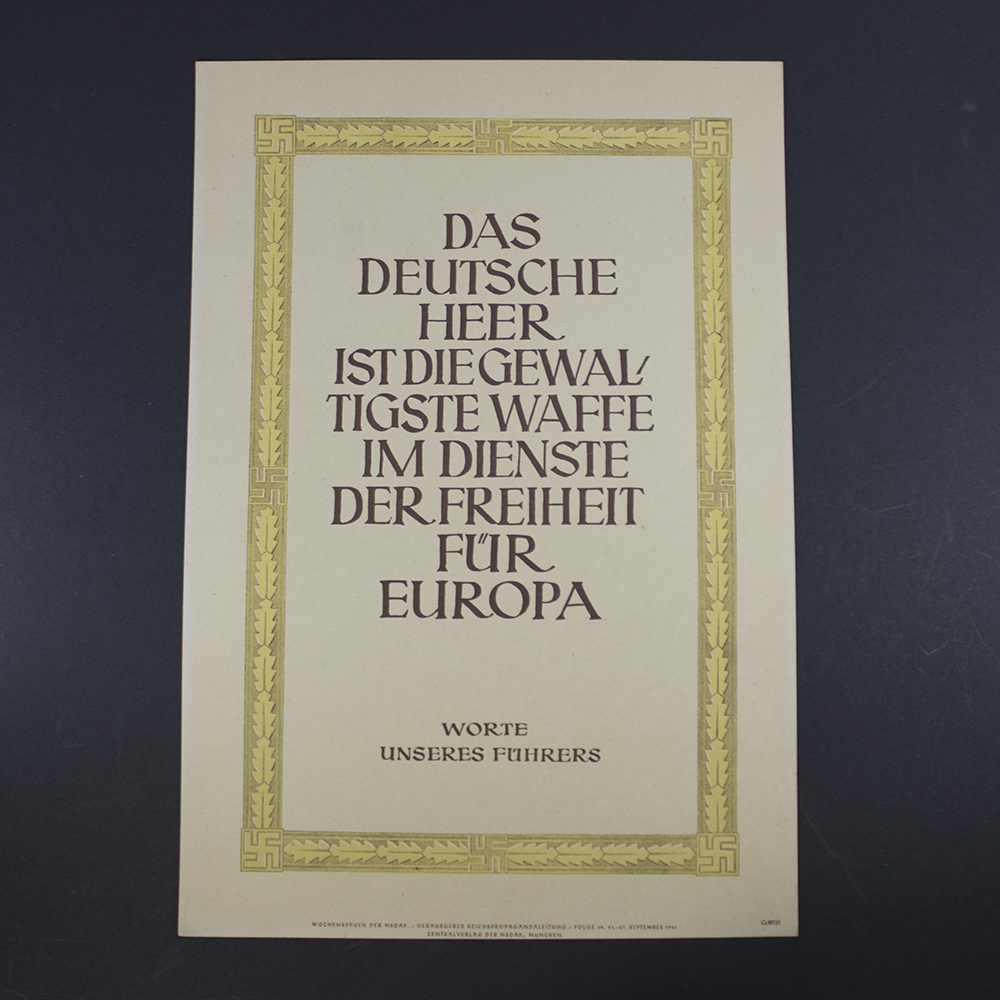 DAS
DEUTSCHE
HEER
IST DIE GEWAL/
TIGSTE WAFFE
IM DIENSTE
DER FREIHEIT
FÜR
EUROPA
WORTE
UNSERES FÜHRERS
WOCHENSPRUCH DER NSDAP. HERAUSGEBER REICHSPROPAGANDALEITUNG FOLGE SEPTEMBER
ZENTRALVERLAG DER NSDAP., MÜNCHEN